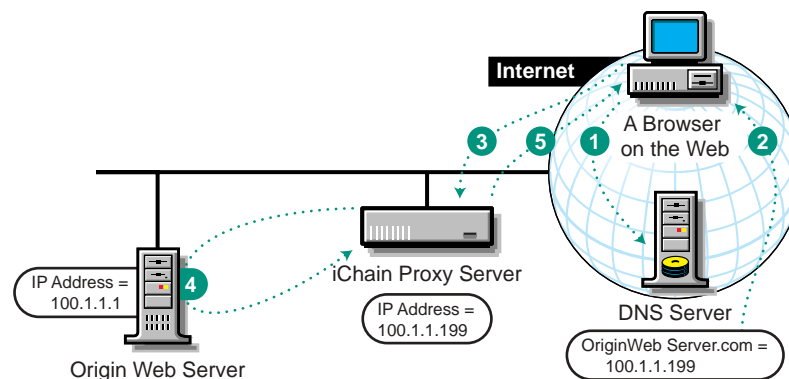 Internet
A Browser
on the Web
3
5
1
2
4
IP Address =
100.1.1.1
iChain Proxy Server
IP Address =
100.1.1.199
DNS Server
OriginWeb Server.com =
100.1.1.199
Origin Web Server